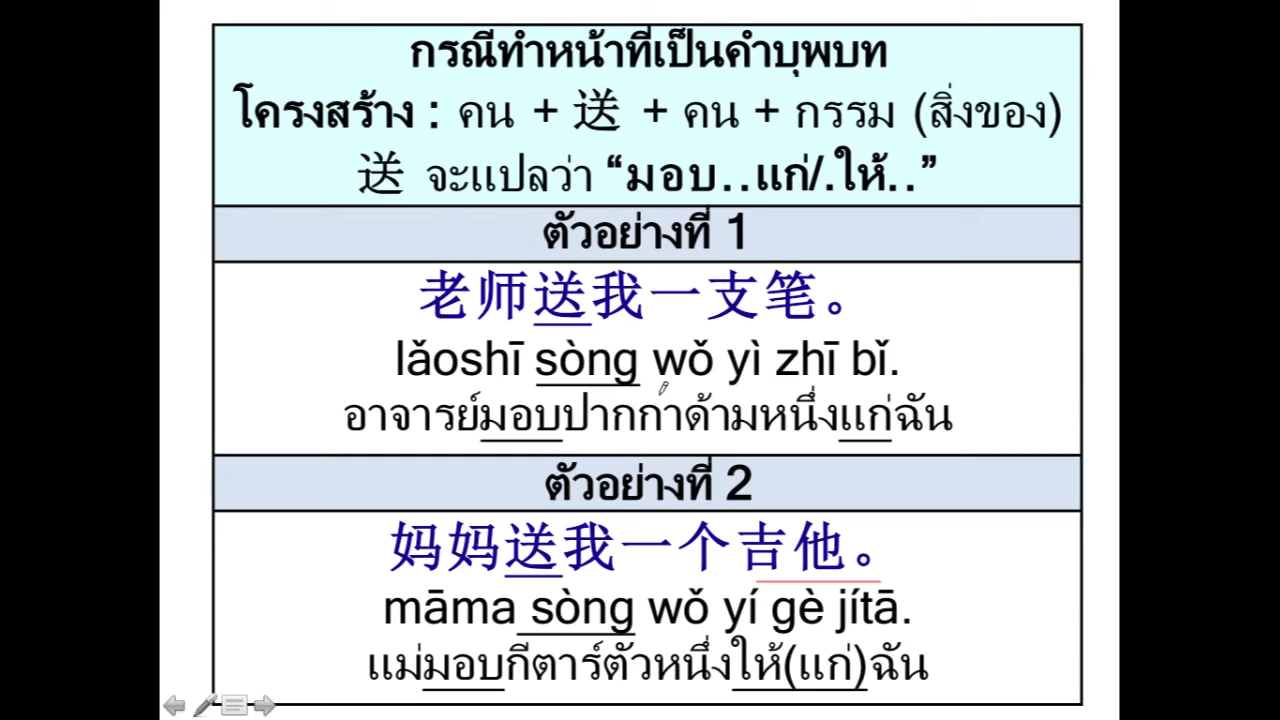 กรณีทำหน้าที่เป็นคำบุพบท
โครงสร้าง : คน + 送 + คน + กรรม (สิ่งของ)
送 จะแปลว่า “มอบ..แก่/.ให้..”
ตัวอย่างที่ 1
老师送我一支笔。
lǎoshī sòng wǒ yì zhī bǐ.
อาจารย์มอบปากกาด้ามหนึ่งแก่ฉัน
ตัวอย่างที่ 2
妈妈送我一个吉他。
māma sòng wǒ yí gè jítā.
แม่มอบกีตาร์ตัวหนึ่งให้(แก่)ฉัน